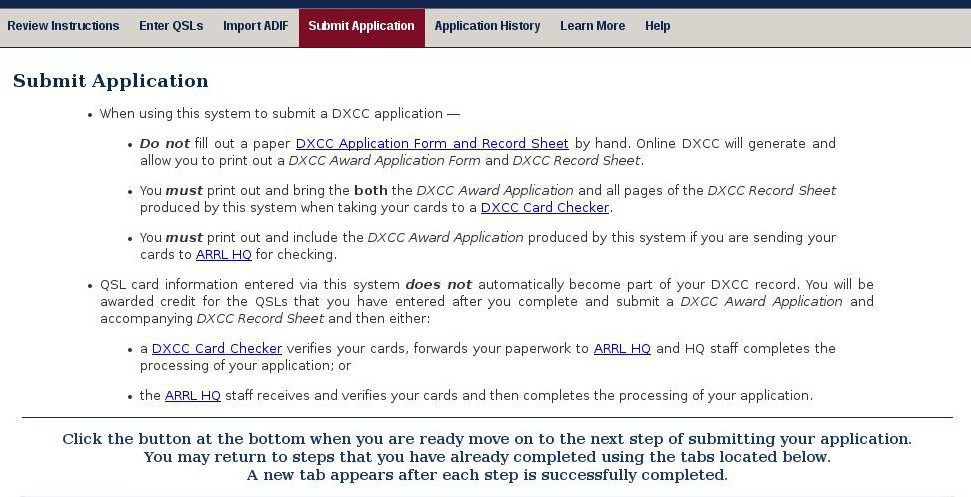 Review Instructions Enter QSLs Import ADIF Submit Application Application History Learn More Help
Submit Application
• When using this system to submit a DXCC application —
• Do not fill out a paper DXCC Application Form and Record Sheet by hand. Online DXCC will generate and
allow you to print out a DXCC Award Application Form and DXCC Record Sheet.
• You must print out and bring the both the DXCC Award Application and all pages of the DXCC Record Sheet
produced by this system when taking your cards to a DXCC Card Checker.
• You must print out and include the DXCC Award Application produced by this system if you are sending your
cards to ARRL HQ for checking.
• QSL card information entered via this system does not automatically become part of your DXCC record. You will be
awarded credit for the QSLs that you have entered after you complete and submit a DXCC Award Application and
accompanying DXCC Record Sheet and then either:
• a DXCC Card Checker verifies your cards, forwards your paperwork to ARRL HQ and HQ staff completes the
processing of your application; or
• the ARRL HQ staff receives and verifies your cards and then completes the processing of your application.
Click the button at the bottom when you are ready move on to the next step of submitting your application.
You may return to steps that you have already completed using the tabs located below.
A new tab appears after each step is successfully completed.